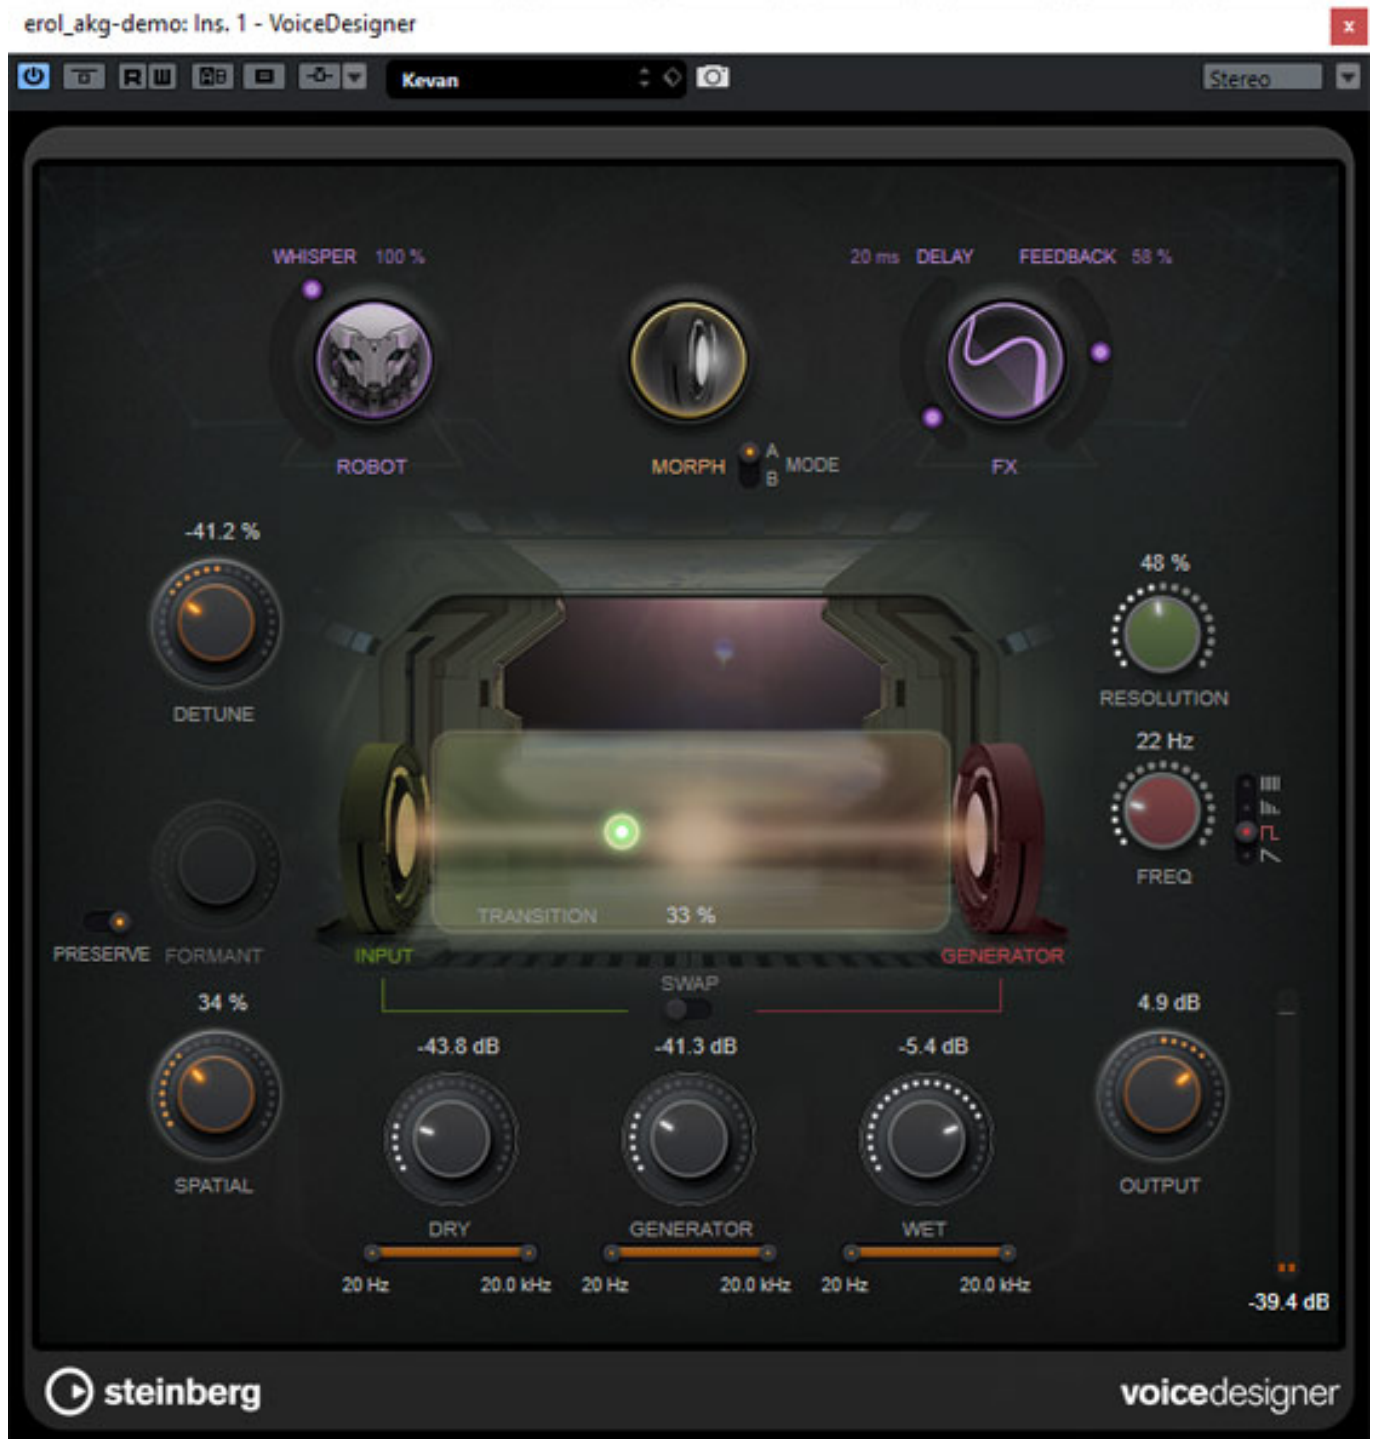 erol_akg-demo: Ins. 1 - VoiceDesigner
x
R W AB Kevan Stereo
WHISPER 100 % 20 ms DELAY FEEDBACK 58 %
A
ROBOT MORPH MODE FX
B
-41.2 %
48 %
DETUNE RESOLUTION
22 Hz
FREQ
TRANSITION 33 %
PRESERVE FORMANT INPUT GENERATOR
SWAP
34 % 4.9 dB
-43.8 dB -41.3 dB -5.4 dB
SPATIAL OUTPUT
DRY GENERATOR WET
20 Hz 20.0 kHz 20 Hz 20.0 kHz 20 Hz 20.0 kHz
-39.4 dB
steinberg voicedesigner